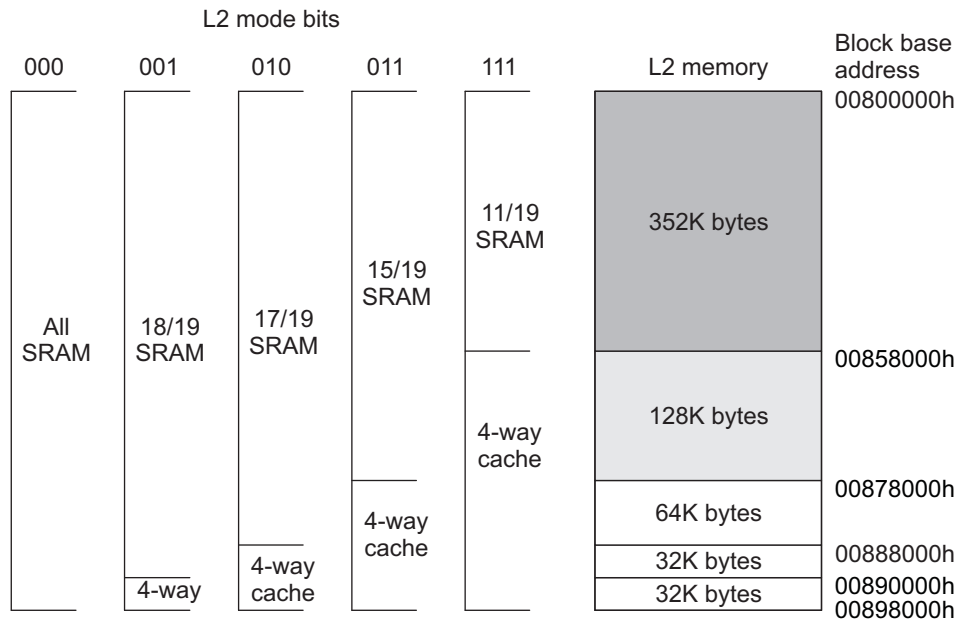 L2 mode bits
000 001 010 011 111 L2 memory
Block base
address
00800000h
11/19
SRAM
352K bytes
15/19
SRAM
All
SRAM
18/19
SRAM
17/19
SRAM
00858000h
4-way
cache
128K bytes
00878000h
4-way
cache
64K bytes
4-way
cache
00888000h
32K bytes
4-way
00890000h
32K bytes
00898000h